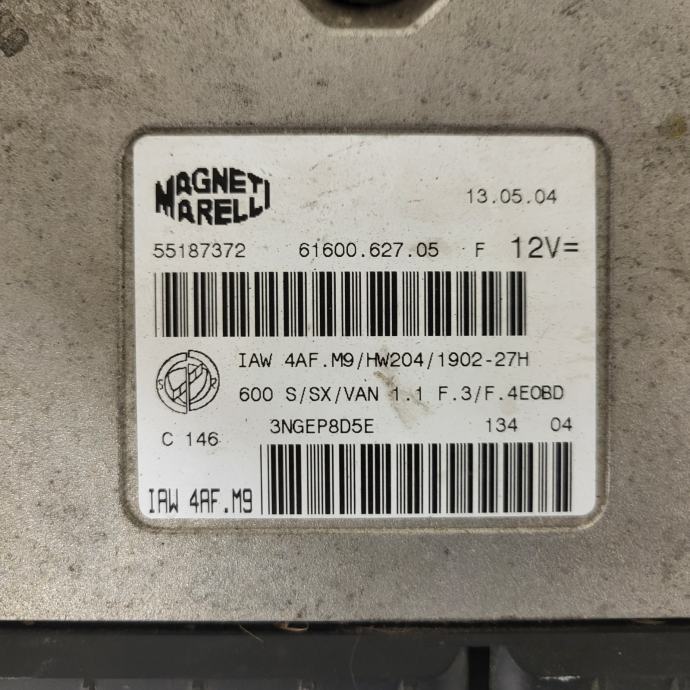 MAGNETI
MARELLI
13.05.04
55187372 61600.627.05 F 12V=
IAW 4AF.M9/HW204/1902-27H
600 S/SX/VAN 1.1 F.3/F.4EOBD
S R
3NGEP8D5E 134 04
C 146
IAW 4AF.M9